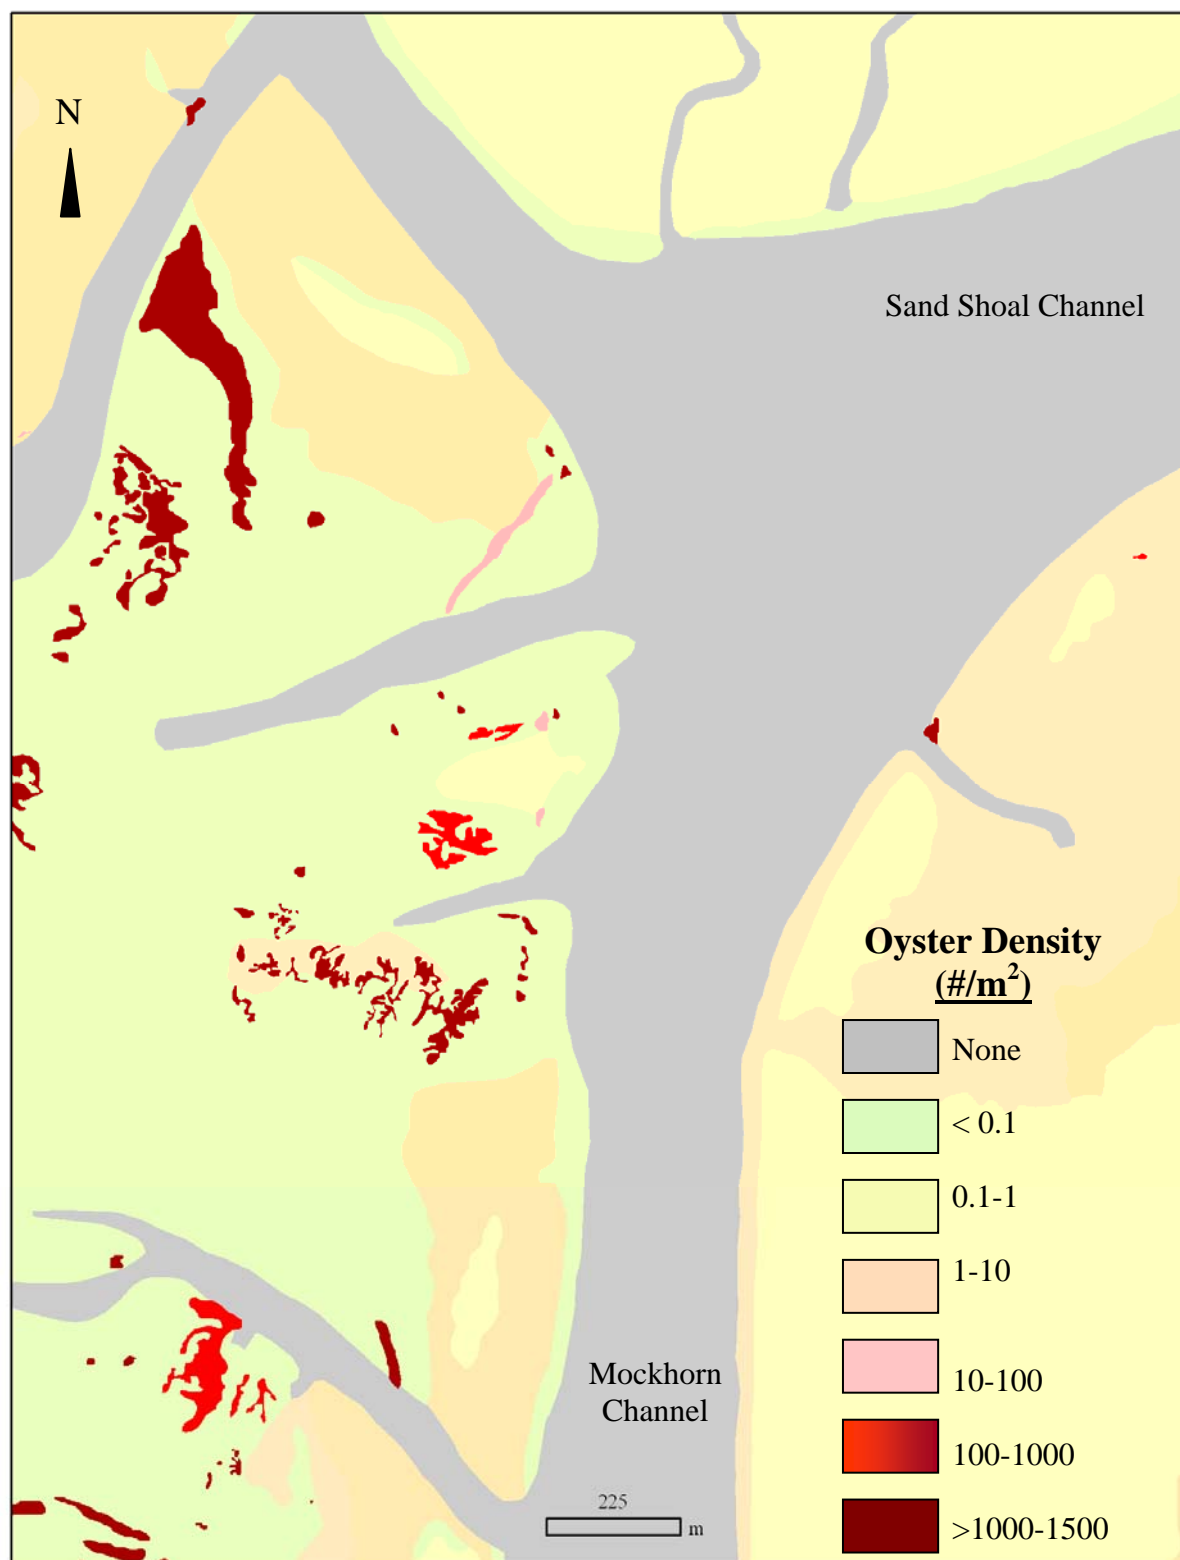 N
Sand Shoal Channel
Oyster Density
(#/m²)
None
< 0.1
0.1-1
1-10
10-100
100-1000
>1000-1500
Mockhorn
Channel
225
m